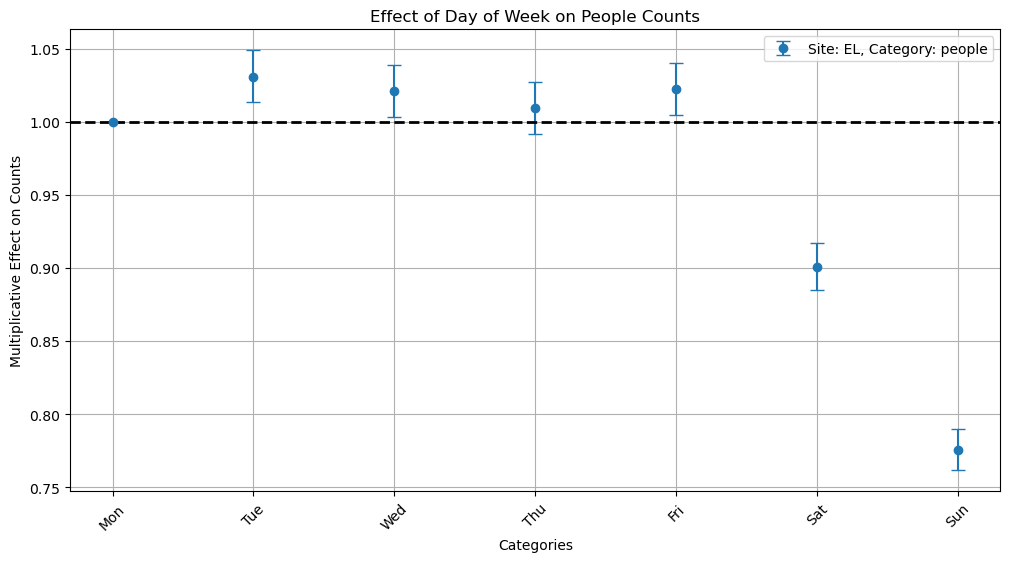 Effect of Day of Week on People Counts
Site: EL, Category: people
Multiplicative Effect on Counts
1.05
1.00
0.95
0.90
0.85
0.80
0.75
Mon
Tue
Wed
Thu
Fri
Sat
Sun
Categories